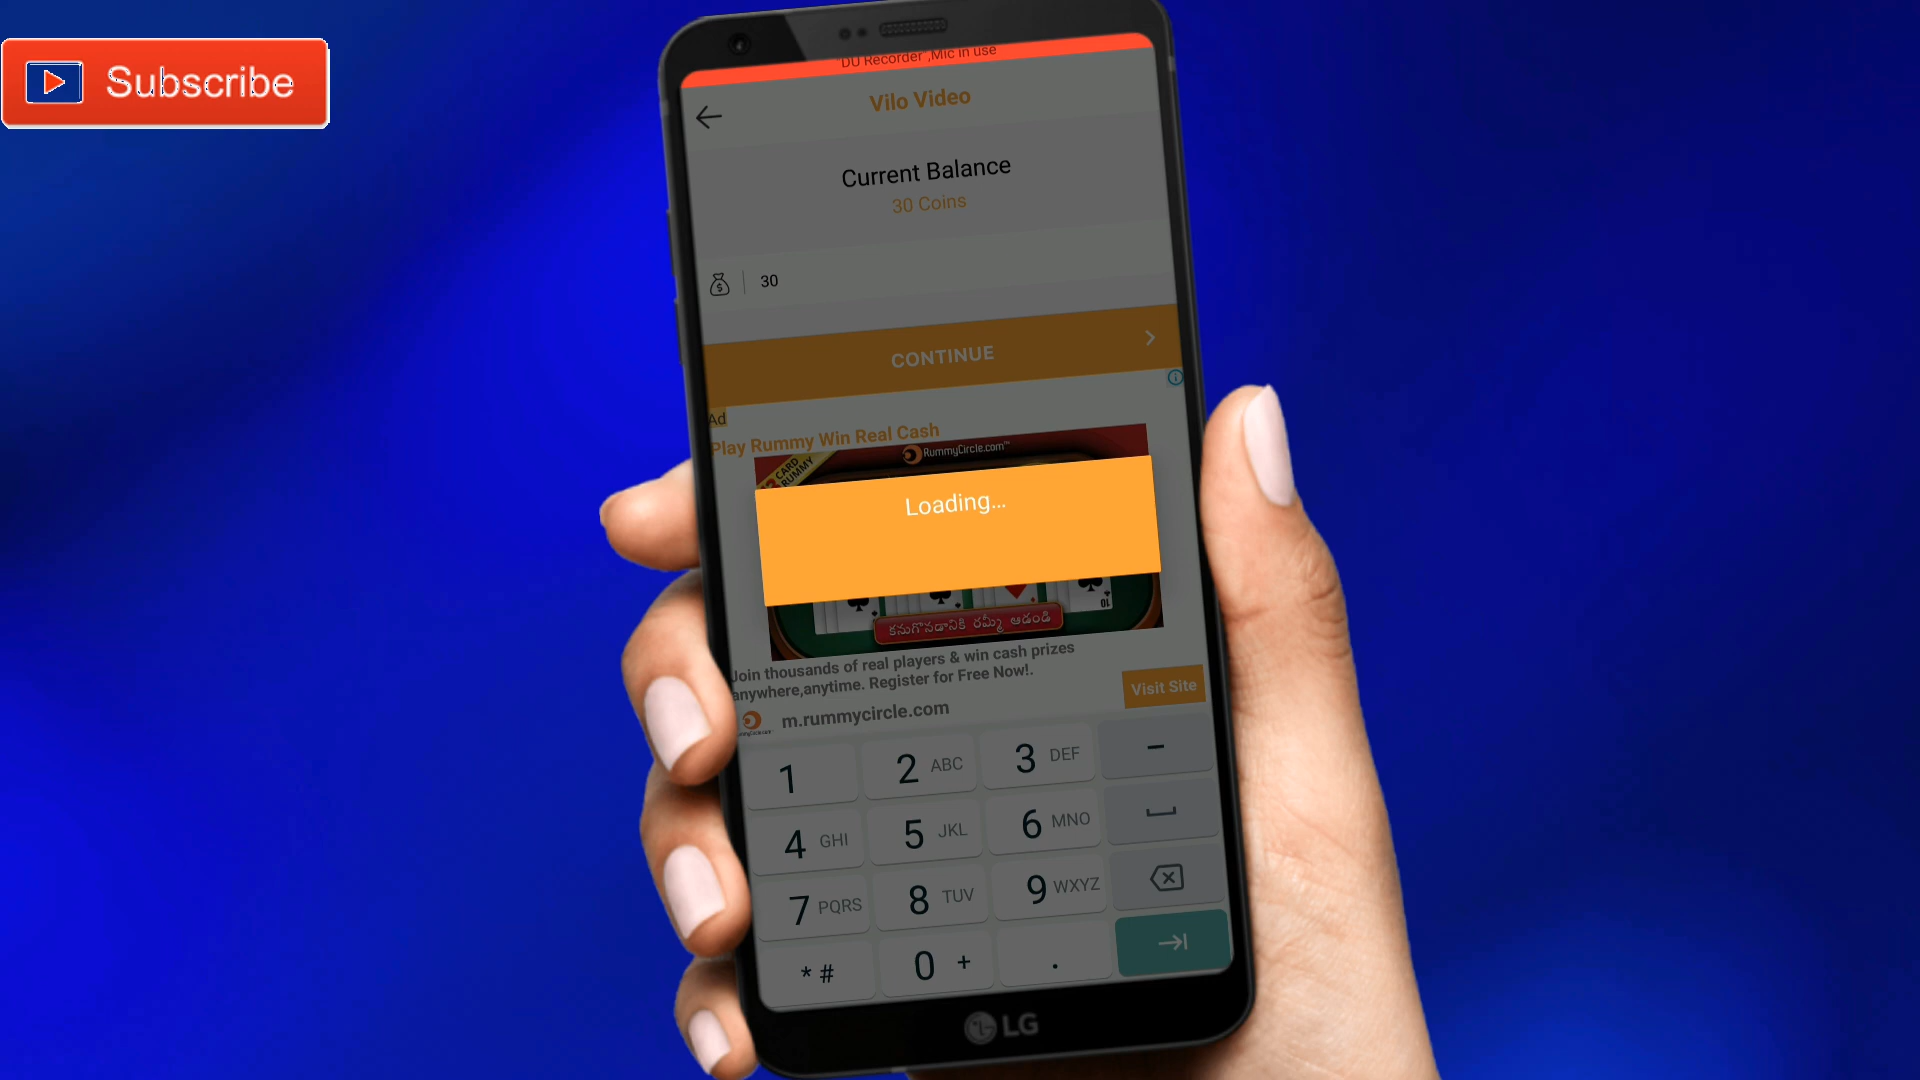 Subscribe
DU Recorder ,Mic in use
Vilo Video
Current Balance
30 Coins
30
CONTINUE
Ad
Play Rummy Win Real Cash
CARD
RUMMY
RummyCircle.com™
Loading...
కనుగొనడానికి రమ్మీ ఆడండి
Join thousands of real players & win cash prizes
anywhere,anytime. Register for Free Now!.
Visit Site
m.rummycircle.com
1
2 ABC
3 DEF
-
4 GHI
5 JKL
6 MNO
7 PQRS
8 TUV
9 WXYZ
* #
0 +
.
LG